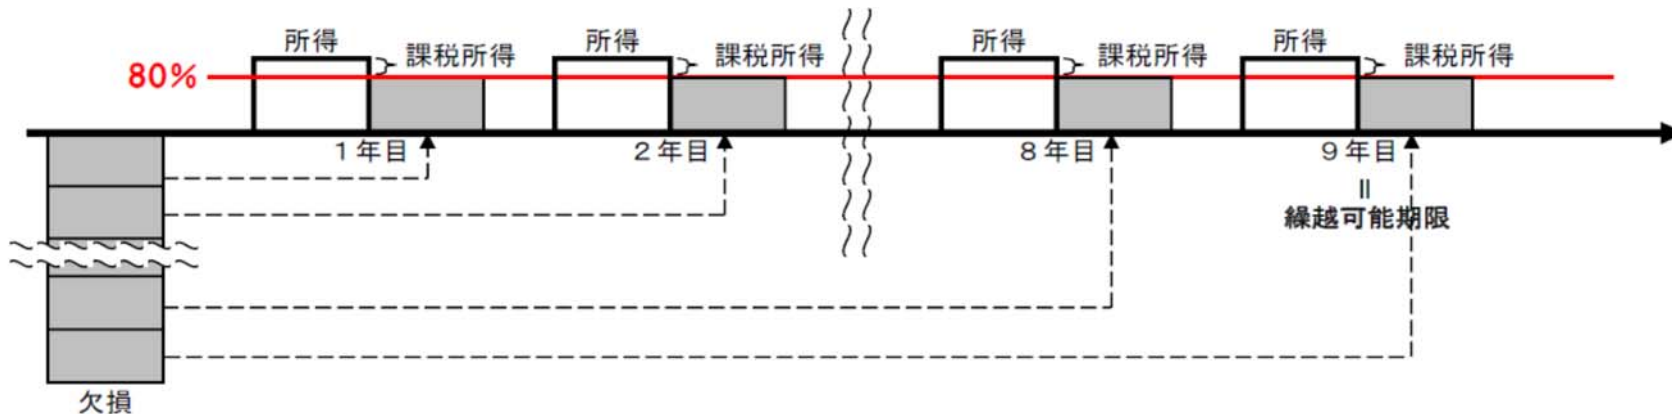 所得 課税所得 所得 課税所得 所得 課税所得 所得 課税所得
80%
1年目 2年目 8年目 9年目
||
繰越可能期限
欠損